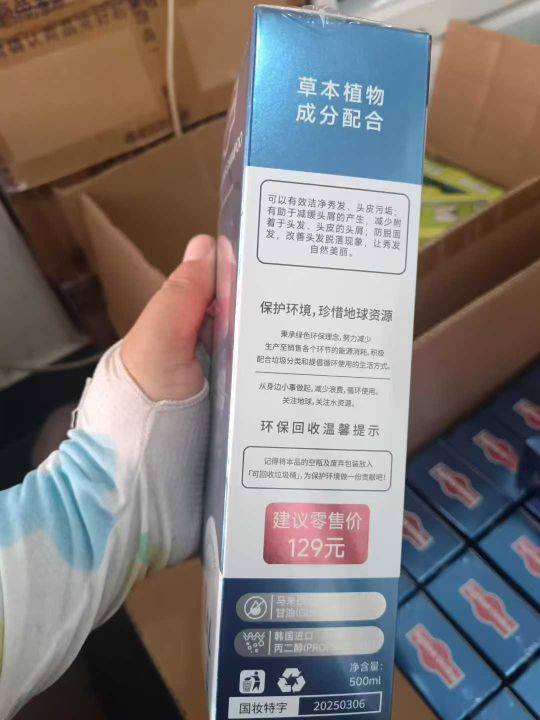 草本植物
成分配合
可以有效洁净秀发、头皮污垢；
有助于减缓头屑的产生，减少附
着于头发、头皮的头屑；防脱固
发，改善头发脱落现象，让秀发
自然美丽。
保护环境，珍惜地球资源
秉承绿色环保理念，努力减少
生产至销售各个环节的能源消耗，积极
配合垃圾分类和提倡循环使用的生活方式。
从身边小事做起，减少浪费，循环使用。
关注地球，关注水资源。
环保回收温馨提示
记得将本品的空瓶及废弃包装放入
「可回收垃圾桶」，为保护环境做一份贡献吧！
建议零售价
129元
马来
甘油
韩国进口
丙二醇
净含量：
500ml
国妆特字 20250306